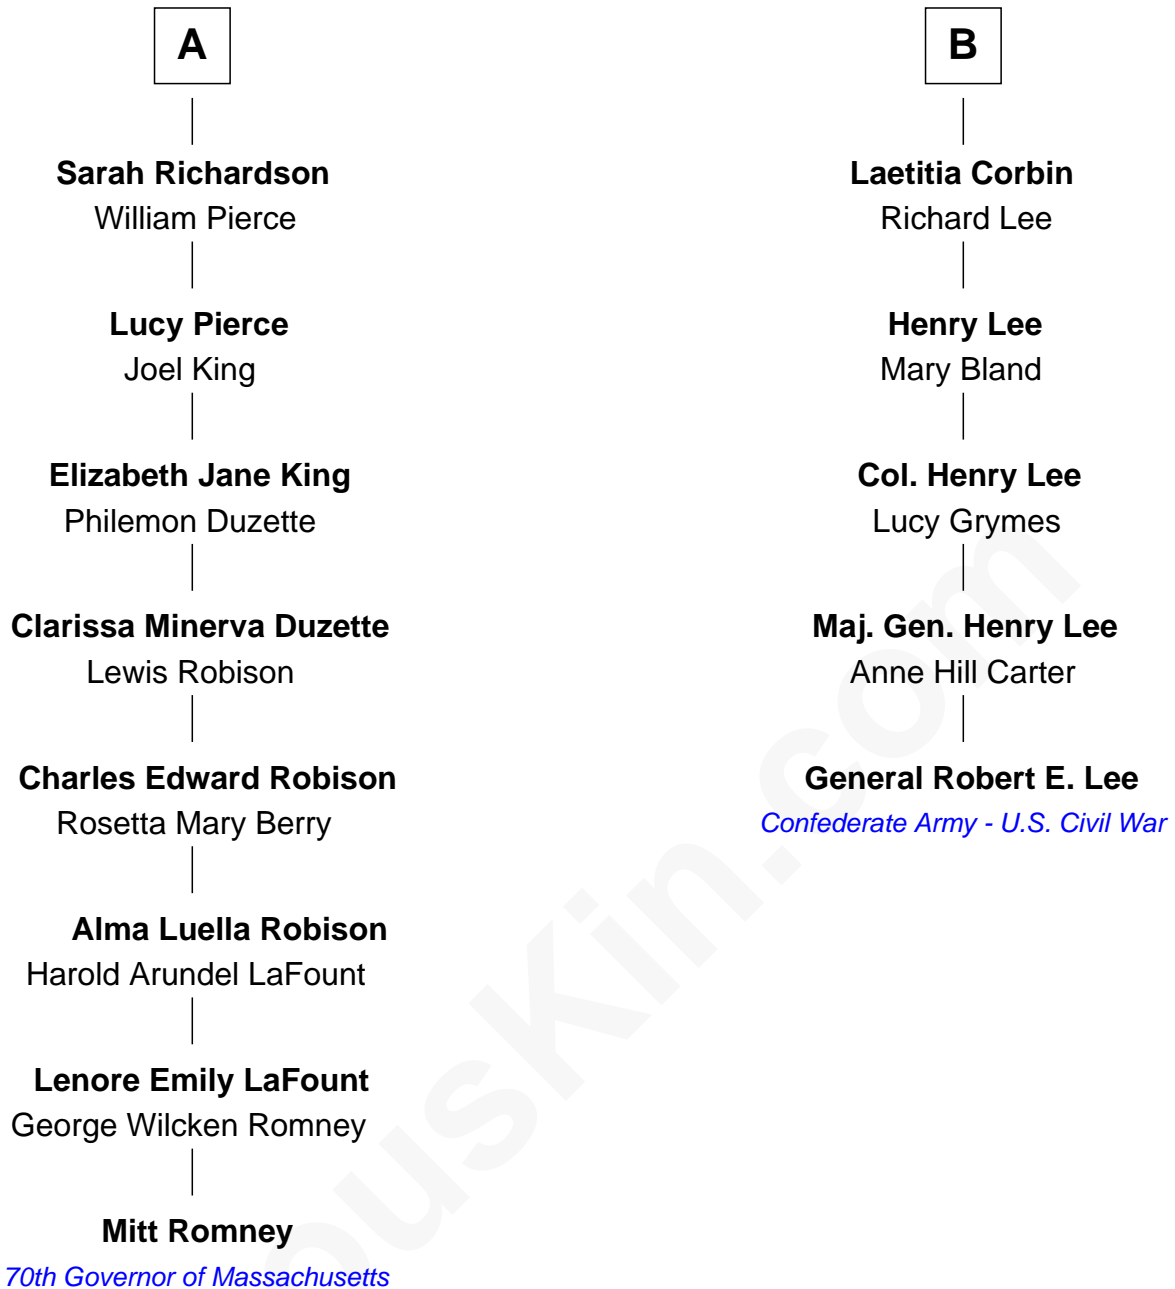 A
Sarah Richardson
William Pierce
Lucy Pierce
Joel King
Elizabeth Jane King
Philemon Duzette
Clarissa Minerva Duzette
Lewis Robison
Charles Edward Robison
Rosetta Mary Berry
Alma Luella Robison
Harold Arundel LaFount
Lenore Emily LaFount
George Wilcken Romney
Mitt Romney
70th Governor of Massachusetts
B
Laetitia Corbin
Richard Lee
Henry Lee
Mary Bland
Col. Henry Lee
Lucy Grymes
Maj. Gen. Henry Lee
Anne Hill Carter
General Robert E. Lee
Confederate Army - U.S. Civil War
ousKin.com